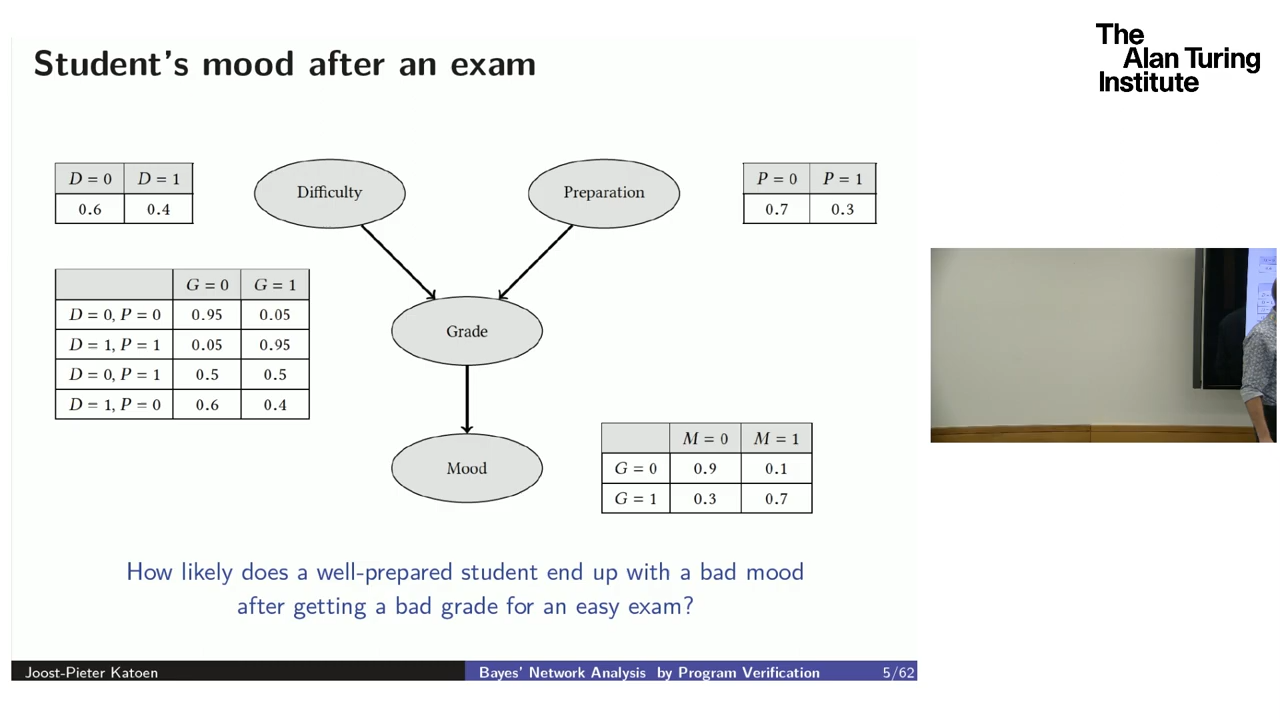 Student's mood after an exam
The
Alan Turing
Institute
D = 0 D = 1
0.6 0.4
Difficulty
Preparation
P = 0 P = 1
0.7 0.3
G = 0 G = 1
D = 0, P = 0 0.95 0.05
D = 1, P = 1 0.05 0.95
D = 0, P = 1 0.5 0.5
D = 1, P = 0 0.6 0.4
Grade
Mood
M = 0 M = 1
G = 0 0.9 0.1
G = 1 0.3 0.7
How likely does a well-prepared student end up with a bad mood
after getting a bad grade for an easy exam?
Joost-Pieter Katoen
Bayes' Network Analysis by Program Verification
5/62